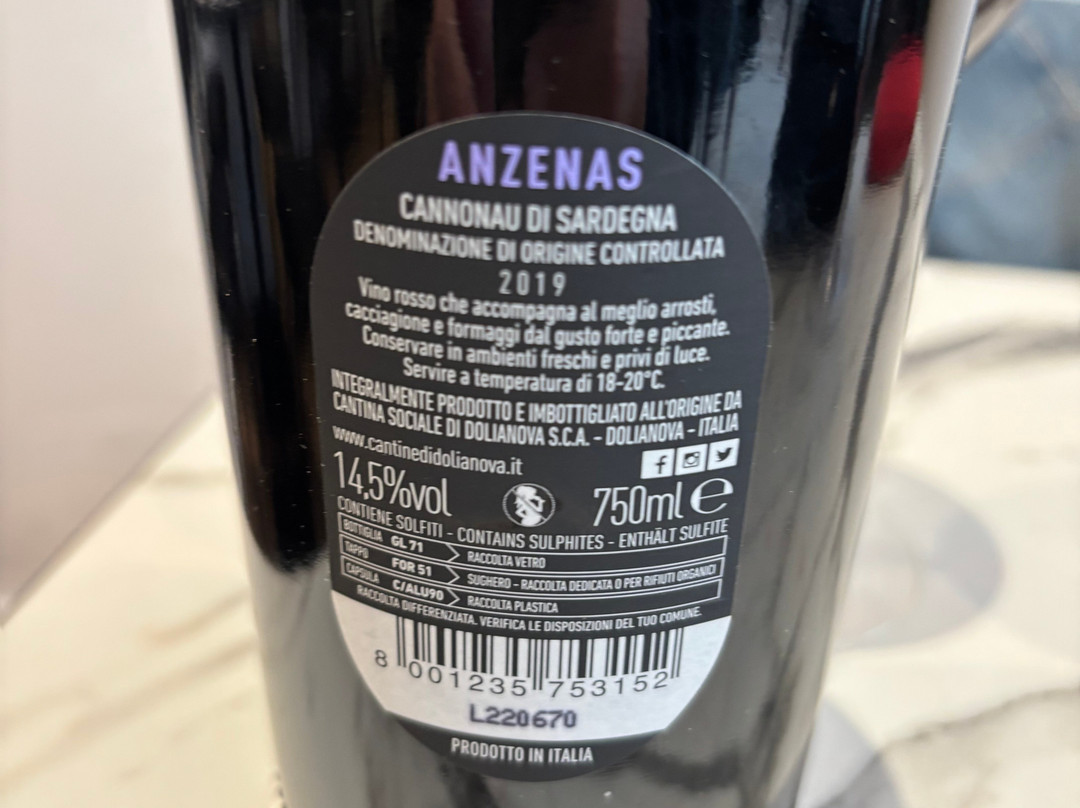 ANZENAS
CANNONAU DI SARDEGNA
DENOMINAZIONE DI ORIGINE CONTROLLATA
2019
Vino rosso che accompagna al meglio arrosti,
cacciagione e formaggi dal gusto forte e piccante.
Conservare in ambienti freschi e privi di luce.
Servire a temperatura di 18-20°C.
INTEGRALMENTE PRODOTTO E IMBOTTIGLIATO ALL'ORIGINE DA
CANTINA SOCIALE DI DOLIANOVA S.C.A. - DOLIANOVA - ITALIA
www.cantinedidolianova.it
14,5%vol 750ml e
CONTIENE SOLFITI - CONTAINS SULPHITES - ENTHÄLT SULFITE
BOTTIGLIA GL 71 RACCOLTA VETRO
TAPPO FOR 51 SUGHERO - RACCOLTA DEDICATA O PER RIFIUTI ORGANICI
CAPSULA C/ALU90 RACCOLTA PLASTICA
RACCOLTA DIFFERENZIATA. VERIFICA LE DISPOSIZIONI DEL TUO COMUNE.
8 001235 753152
L220670
PRODOTTO IN ITALIA